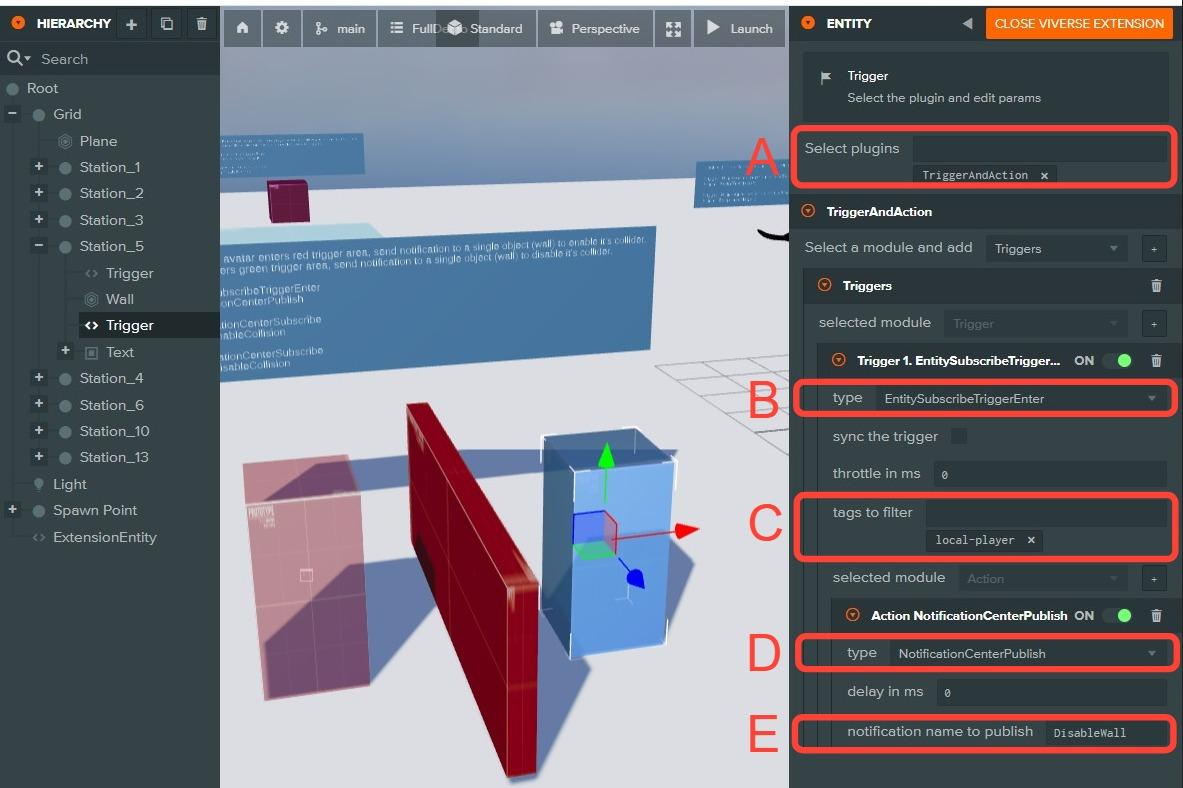 HIERARCHY
Search
Root
Grid
Plane
Station_1
Station_2
Station_3
Station_5
Trigger
Wall
Trigger
Text
Station_4
Station_6
Station_10
Station_13
Light
Spawn Point
ExtensionEntity
main
Standard
Perspective
Launch
avatar enters red trigger area, send notification to a single object (wall) to enable it's collider.
ers green trigger area, send notification to a single object (wall) to disable it's collider.
bscribeTriggerEnter
onCenterPublish
tionCenterSubscribe
nableCollision
ationCenterSubscribe
isableCollision
PROTOTYPE
ENTITY
CLOSE VIVERSE EXTENSION
Trigger
Select the plugin and edit params
A
Select plugins
TriggerAndAction ×
TriggerAndAction
Select a module and add Triggers +
Triggers
selected module Trigger +
Trigger 1. EntitySubscribeTrigger... ON
B
type EntitySubscribeTriggerEnter
sync the trigger
throttle in ms 0
C
tags to filter
local-player ×
selected module Action +
Action NotificationCenterPublish ON
D
type NotificationCenterPublish
delay in ms 0
E
notification name to publish DisableWall